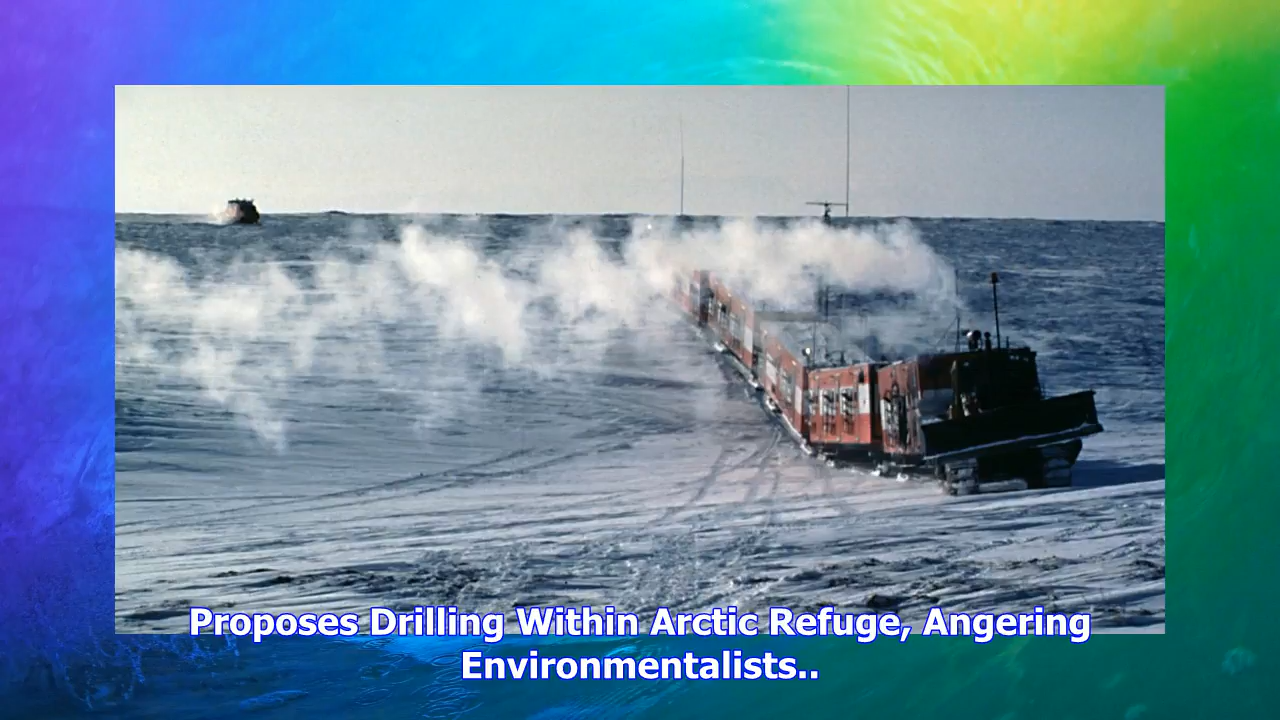 Proposes Drilling Within Arctic Refuge, Angering
Environmentalists..